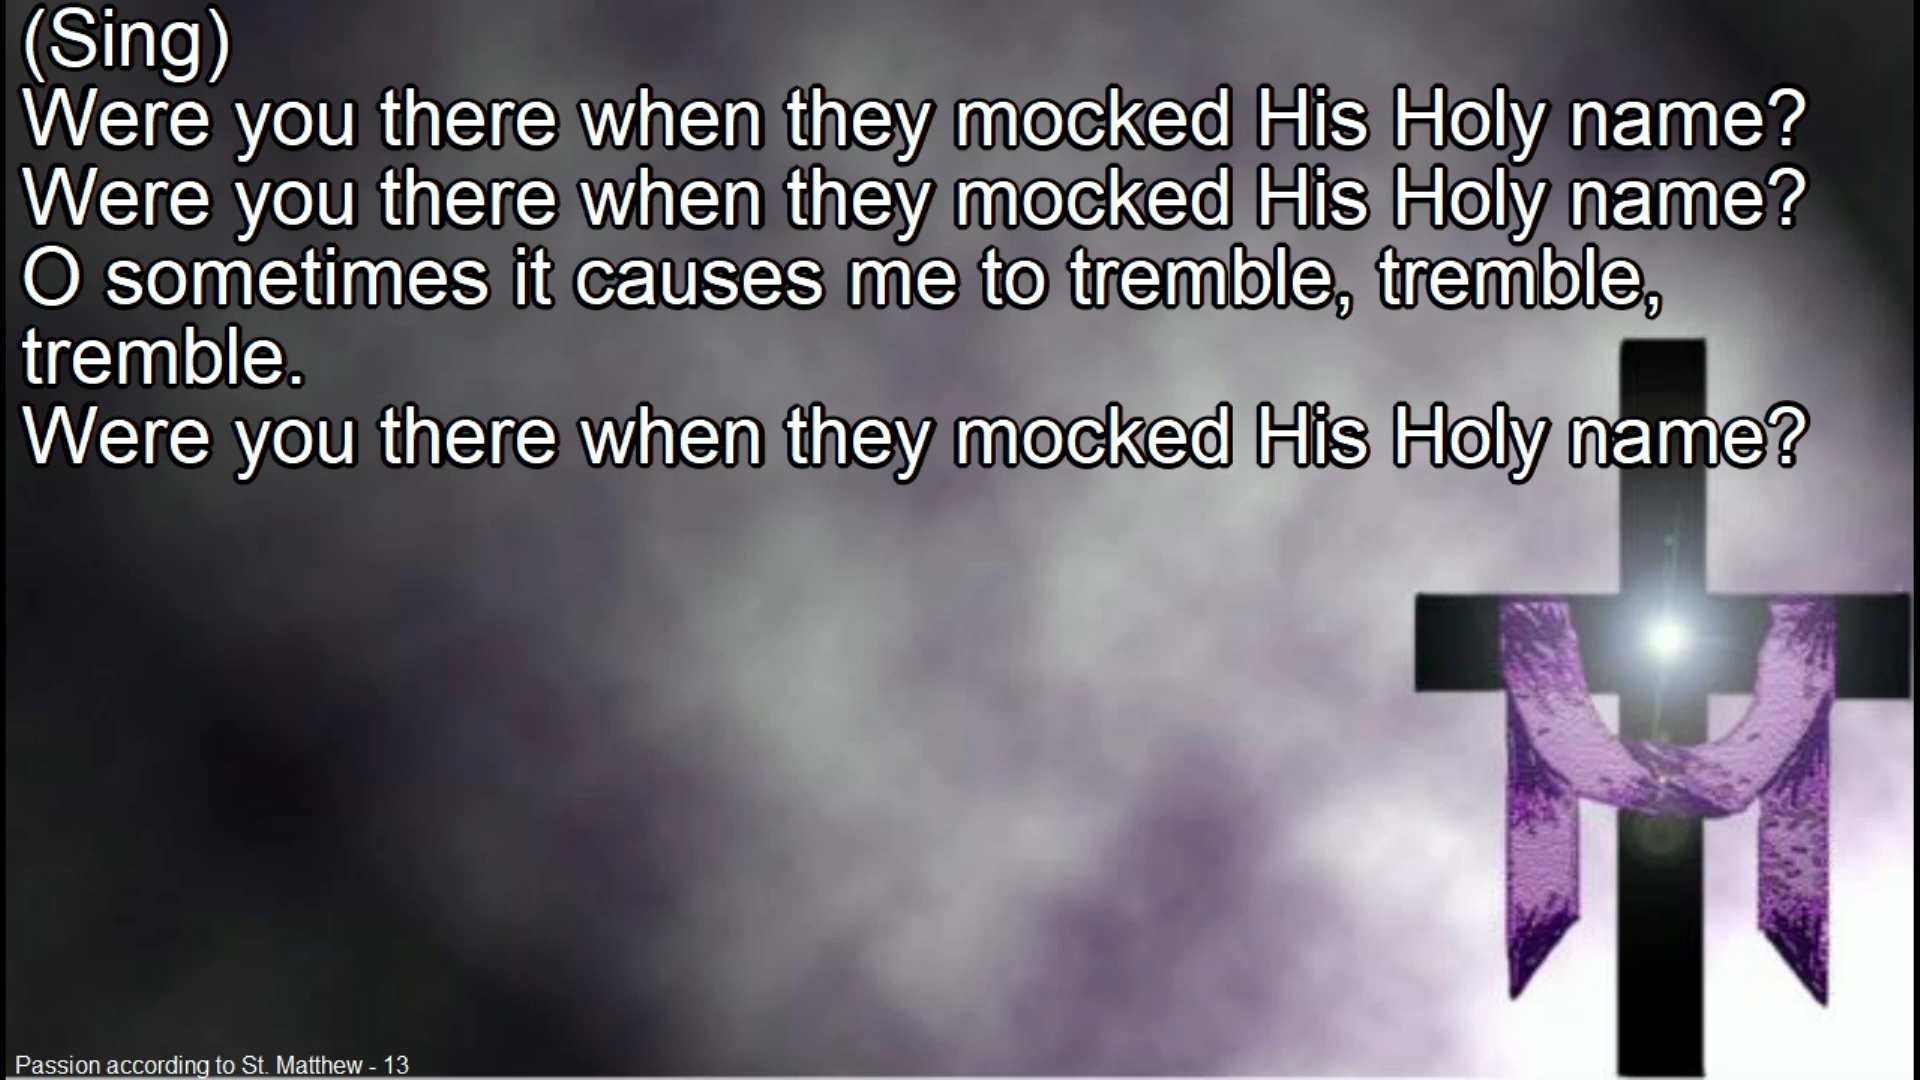 (Sing)
Were you there when they mocked His Holy name?
Were you there when they mocked His Holy name?
O sometimes it causes me to tremble, tremble,
tremble.
Were you there when they mocked His Holy name?
Passion according to St. Matthew - 13